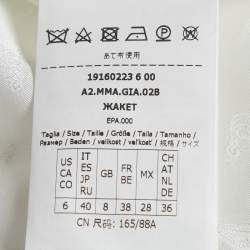 あて布使用
19160223 6 00
A2.MMA.GIA.02B
ЖАКЕТ
EPA.000
Taglia / Size / Taille / Größe / Talla / Tamanho /
Размер / Beden / velikost / veľkosť / 规格 / サイズ
US CA CO IT ES JP RU GB FR BE MX CH AT NL DE
6 40 8 38 28 36
CN 尺码: 165/88A